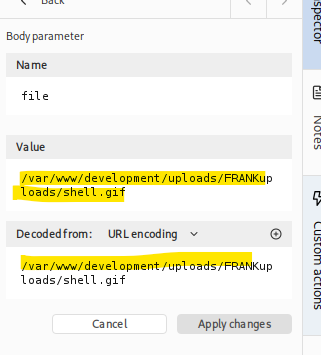 Back
Body parameter
Name
file
Value
/var/www/development/uploads/FRANKup
loads/shell.gif
Decoded from: URL encoding
/var/www/development/uploads/FRANKup
loads/shell.gif
Cancel
Apply changes
Notes
Custom actions